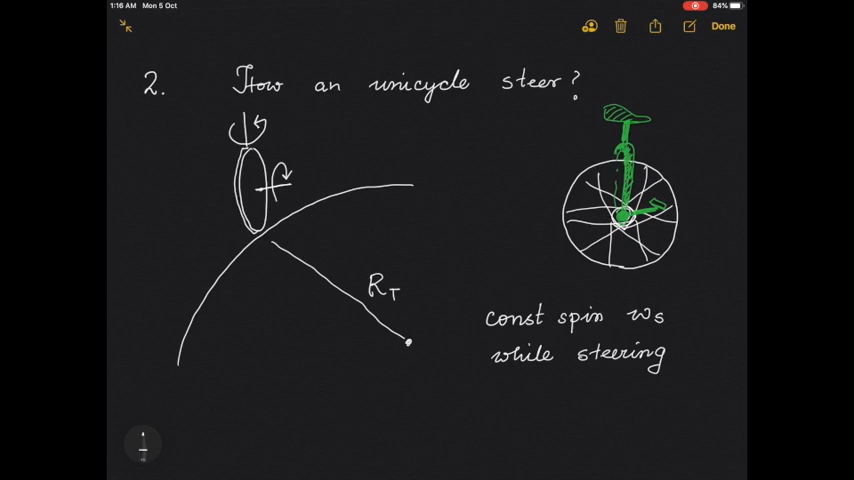 1:16 AM Mon 5 Oct
84%
Done
2. How an unicycle steer?
R_T
const spin ws
while steering